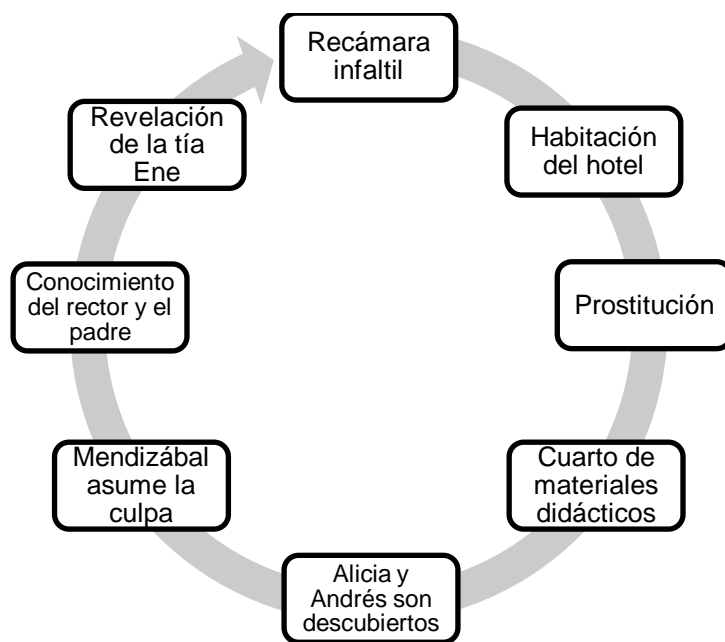 Recámara
infaltil
Habitación
del hotel
Prostitución
Cuarto de
materiales
didácticos
Alicia y
Andrés son
descubiertos
Mendizábal
asume la
culpa
Conocimiento
del rector y el
padre
Revelación
de la tía
Ene